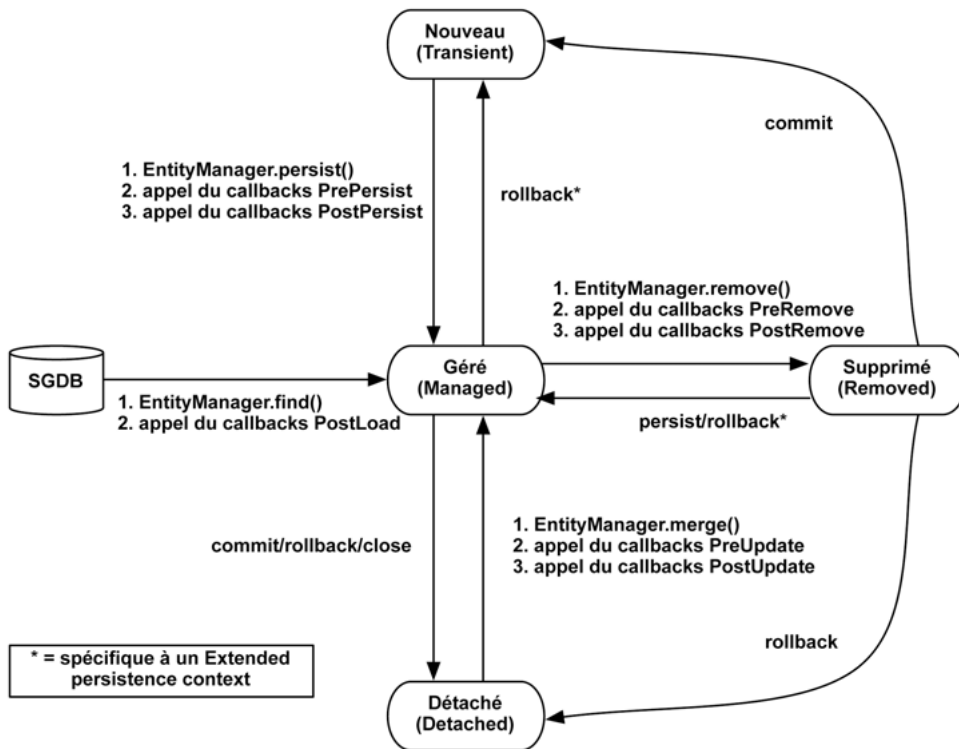 Nouveau
(Transient)
commit
1. EntityManager.persist()
2. appel du callbacks PrePersist
3. appel du callbacks PostPersist
rollback*
1. EntityManager.remove()
2. appel du callbacks PreRemove
3. appel du callbacks PostRemove
SGDB
Géré
(Managed)
Supprimé
(Removed)
1. EntityManager.find()
2. appel du callbacks PostLoad
persist/rollback*
commit/rollback/close
1. EntityManager.merge()
2. appel du callbacks PreUpdate
3. appel du callbacks PostUpdate
rollback
* = spécifique à un Extended
persistence context
Détaché
(Detached)